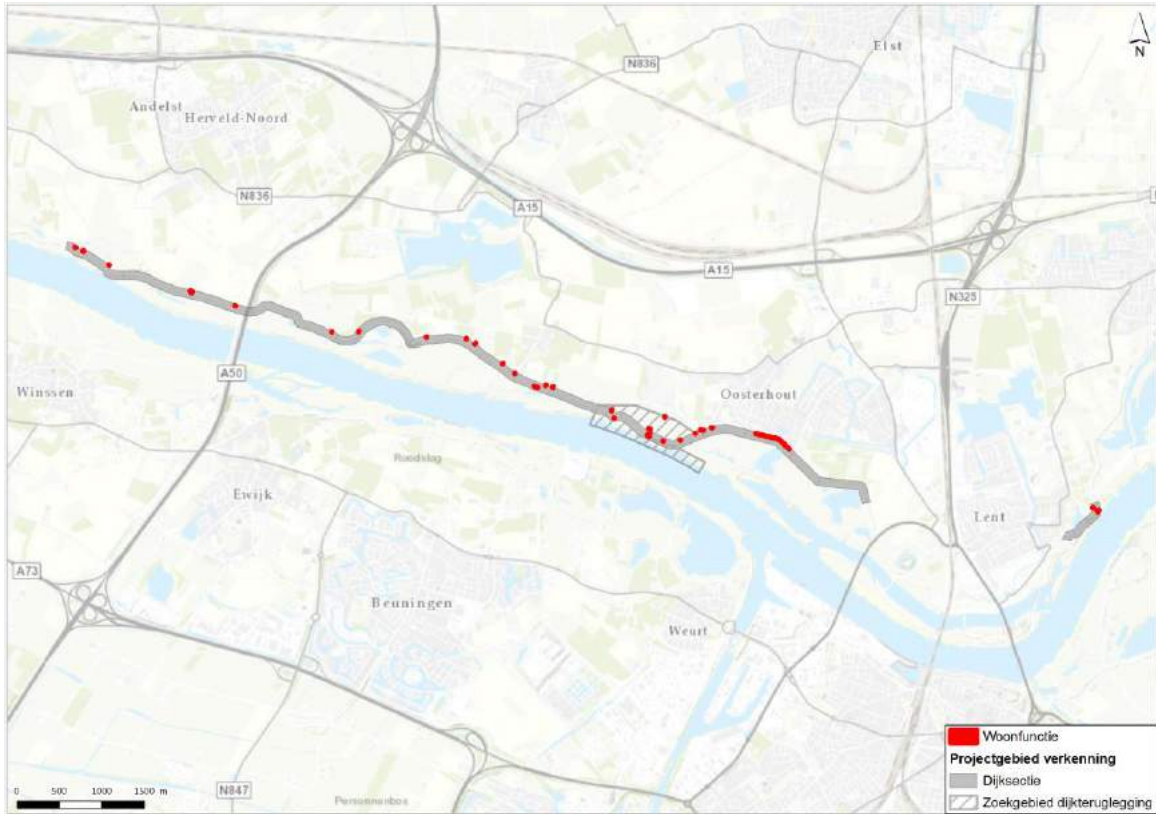 Elst
N836
N
Andelst
Herveld-Noord
N836
A15
A15
N325
A50
Winssen
Oosterhout
Ewijk
Lent
A73
Beuningen
Weurt
N847
0 500 1000 1500 m
Woonfunctie
Projectgebied verkenning
Dijksectie
Zoekgebied dijkteruglegging